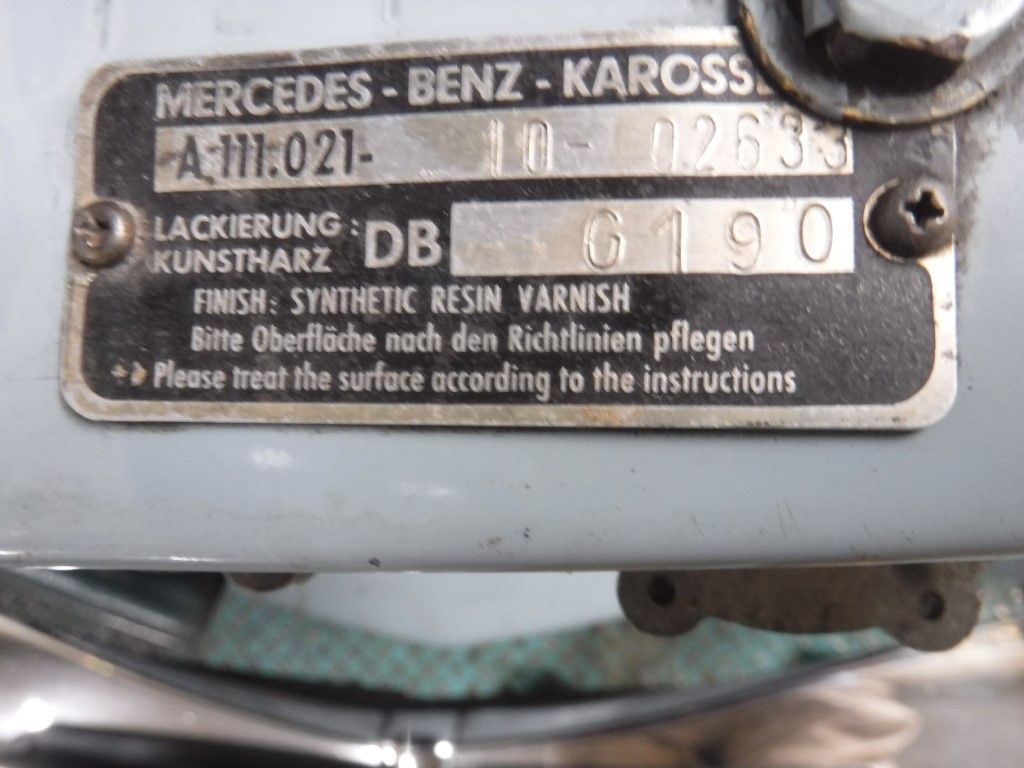 MERCEDES - BENZ - KAROSS
A.111.021- 10 - 02633
LACKIERUNG :
KUNSTHARZ DB G190
FINISH: SYNTHETIC RESIN VARNISH
Bitte Oberfläche nach den Richtlinien pflegen
Please treat the surface according to the instructions